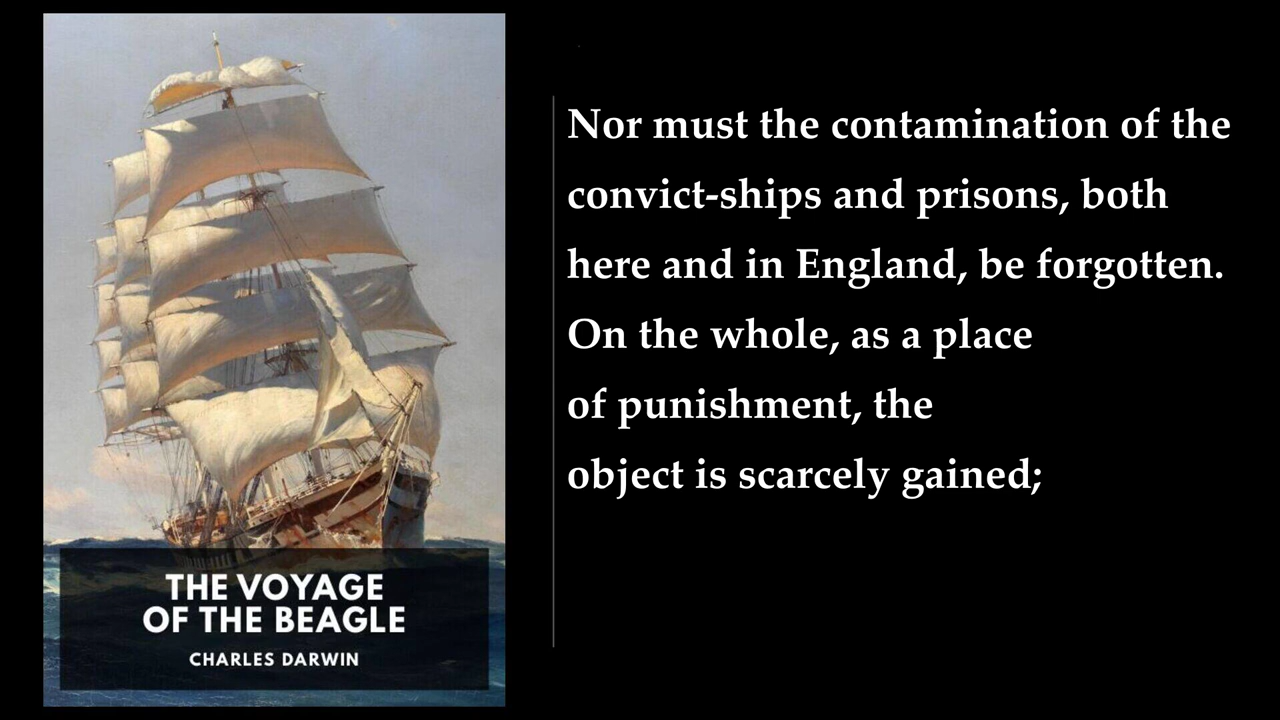 THE VOYAGE
OF THE BEAGLE
CHARLES DARWIN
Nor must the contamination of the
convict-ships and prisons, both
here and in England, be forgotten.
On the whole, as a place
of punishment, the
object is scarcely gained;